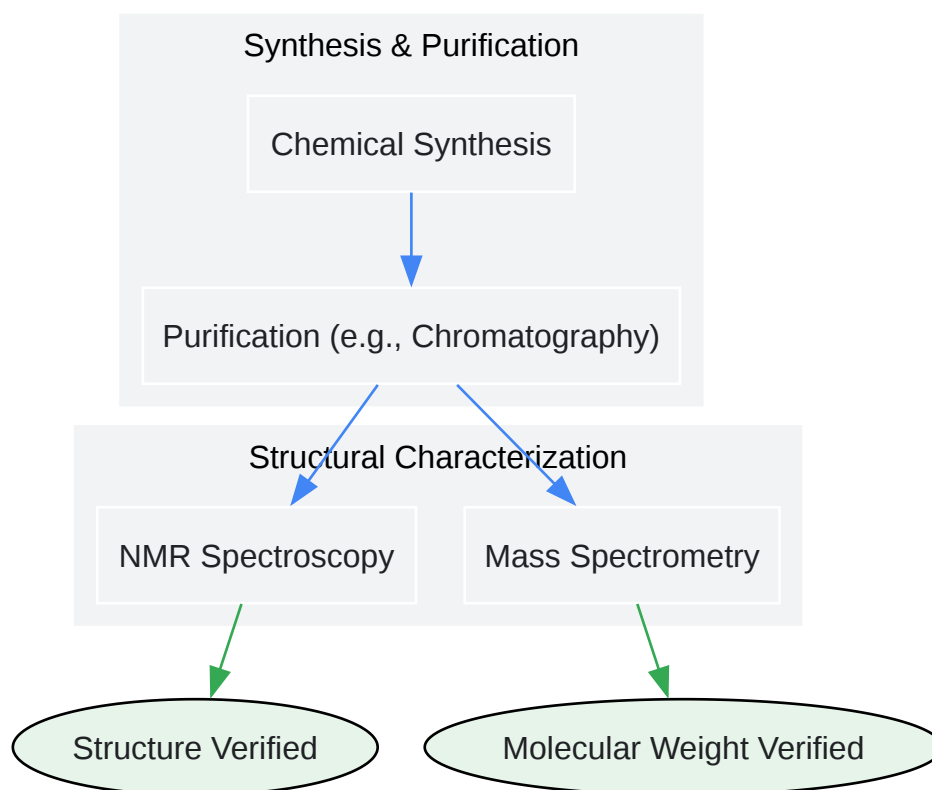 Synthesis & Purification
Chemical Synthesis
Purification (e.g., Chromatography)
Structural Characterization
NMR Spectroscopy
Mass Spectrometry
Structure Verified
Molecular Weight Verified